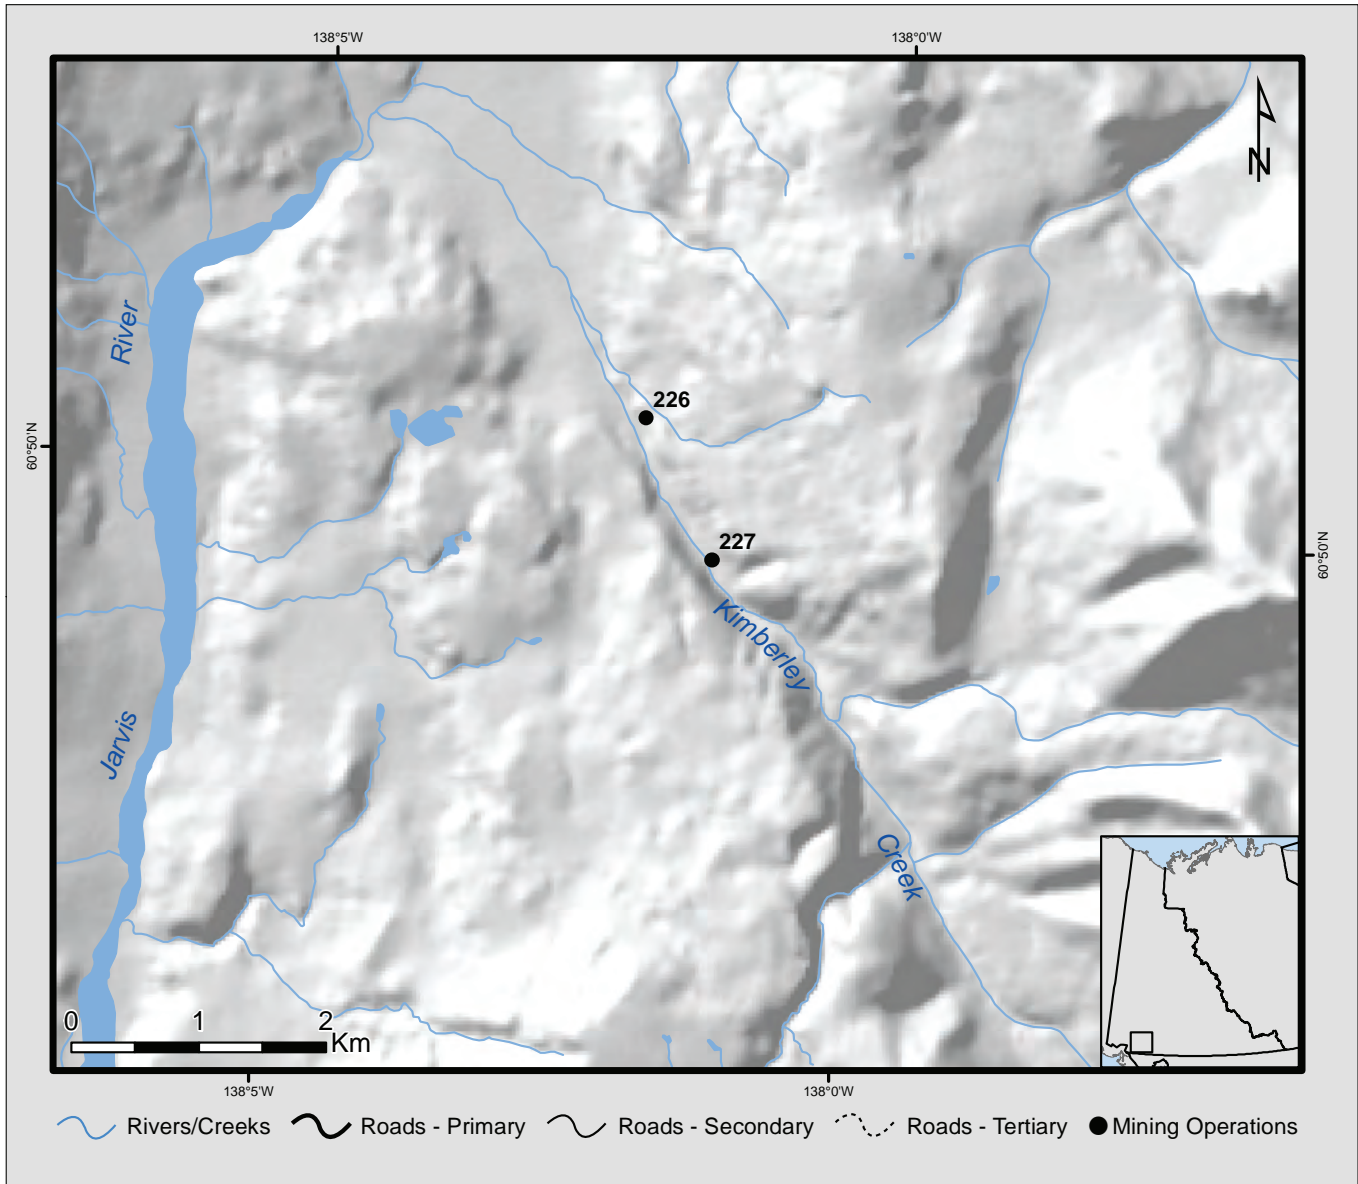 138°5'W
138°0'W
N
River
226
60°50'N
227
60°50'N
Kimberley
Jarvis
Creek
0 1 2
Km
138°5'W
138°0'W
Rivers/Creeks
Roads - Primary
Roads - Secondary
Roads - Tertiary
Mining Operations